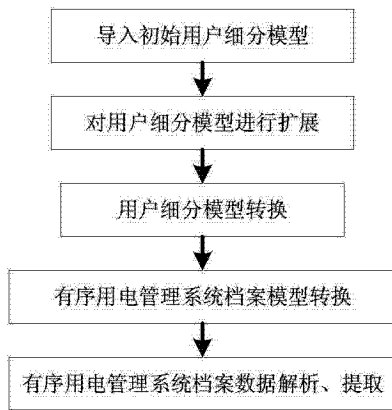 导入初始用户细分模型
对用户细分模型进行扩展
用户细分模型转换
有序用电管理系统档案模型转换
有序用电管理系统档案数据解析、提取